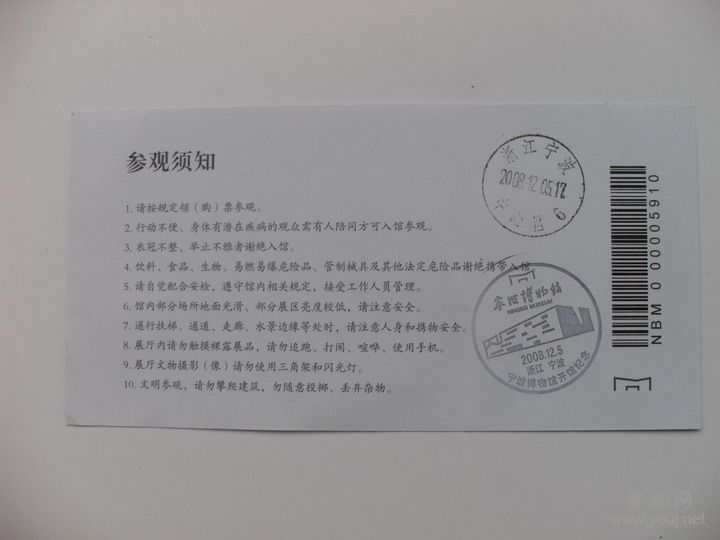 参观须知
1. 请按规定领（购）票参观。
2. 行动不便、身体有潜在疾病的观众需有人陪同方可入馆参观。
3. 衣冠不整、举止不雅者谢绝入馆。
4. 饮料、食品、生物、易燃易爆危险品、管制械具及其他法定危险品谢绝携带入馆
5. 请自觉配合安检，遵守馆内相关规定，接受工作人员管理。
6. 馆内部分场所地面光滑、部分展区亮度较低，请注意安全。
7. 通行扶梯、通道、走廊、水景边缘等处时，请注意人身和携物安全。
8. 展厅内请勿触摸裸露展品，请勿追跑、打闹、喧哗、使用手机。
9. 展厅文物摄影（像）请勿使用三角架和闪光灯。
10. 文明参观，请勿攀爬建筑，勿随意投掷、丢弃杂物。
浙江宁波
2008.12.05.17
6
宁波博物馆
NINGBO MUSEUM
2008.12.5
浙江 宁波
宁波博物馆开馆纪念
NBM 0 00005910
www.youj.net